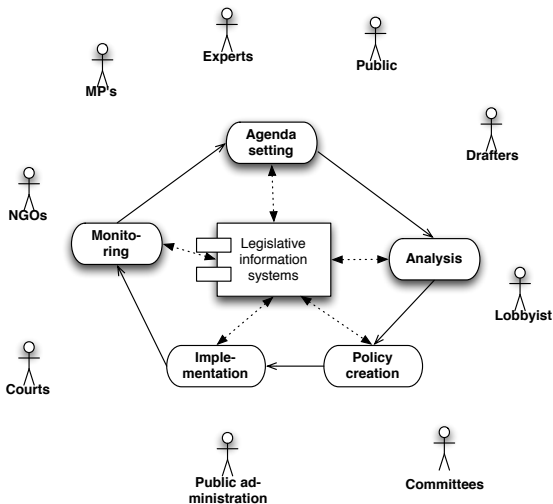 Experts
Public
MP's
Agenda
setting
Drafters
NGOs
Monito-
ring
Legislative
information
systems
Analysis
Lobbyist
Imple-
mentation
Policy
creation
Courts
Public ad-
ministration
Committees